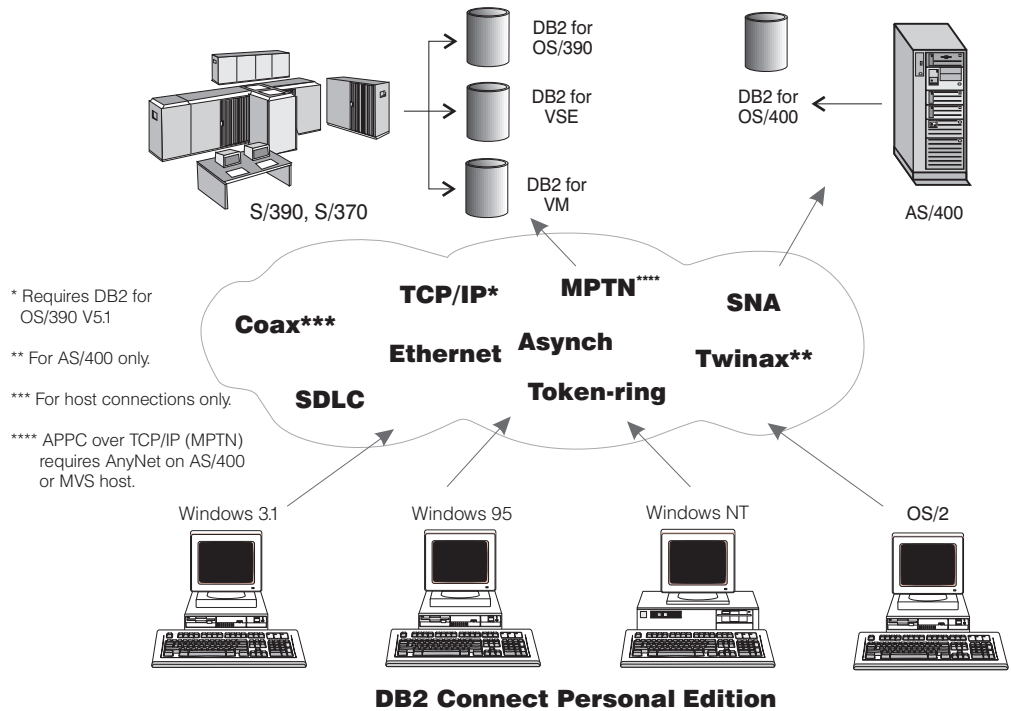 DB2 for
OS/390
DB2 for
VSE
DB2 for
VM
S/390, S/370
DB2 for
OS/400
AS/400
* Requires DB2 for
OS/390 V5.1
** For AS/400 only.
*** For host connections only.
**** APPC over TCP/IP (MPTN)
requires AnyNet on AS/400
or MVS host.
TCP/IP*
MPTN****
SNA
Coax***
Ethernet
Asynch
Twinax**
SDLC
Token-ring
Windows 3.1
Windows 95
Windows NT
OS/2
DB2 Connect Personal Edition